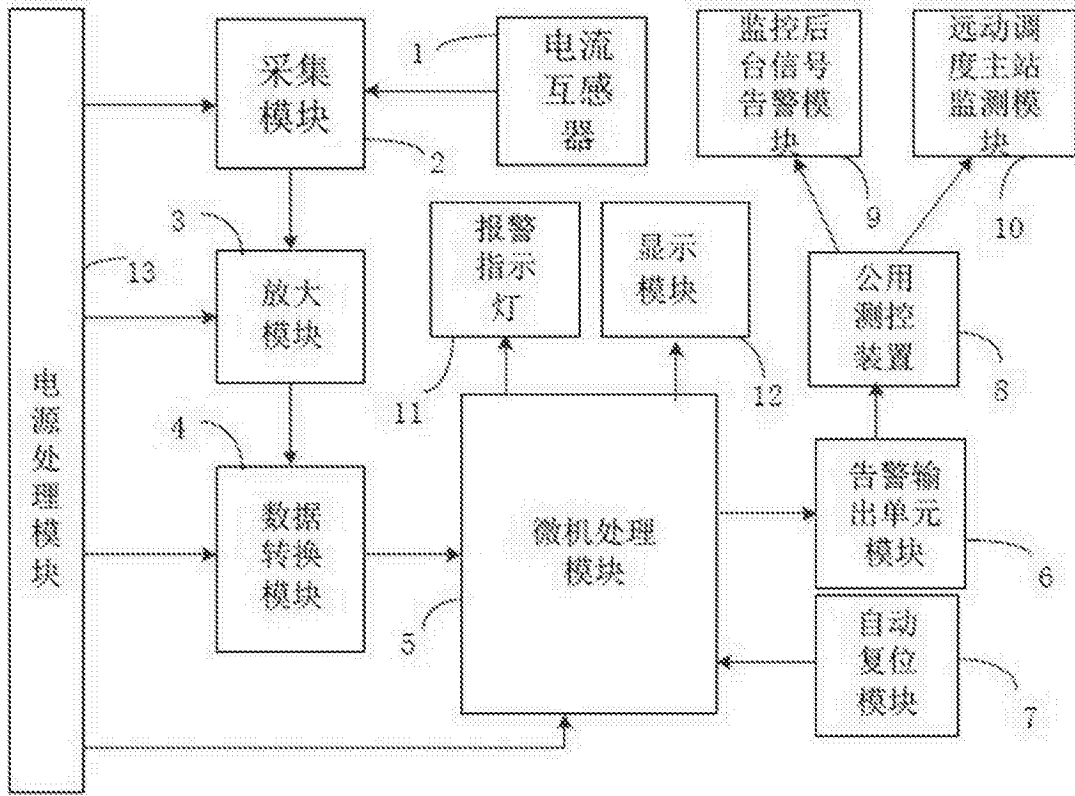 采集
模块
1
电流
互感
器
监控后
台信号
告警模
块
远动调
度主站
监测模
块
2
3
13
放大
模块
报警
指示
灯
显示
模块
9
10
公用
测控
装置
11
12
8
电源处理模块
4
数据
转换
模块
微机处理
模块
告警输
出单元
模块
6
5
自动
复位
模块
7